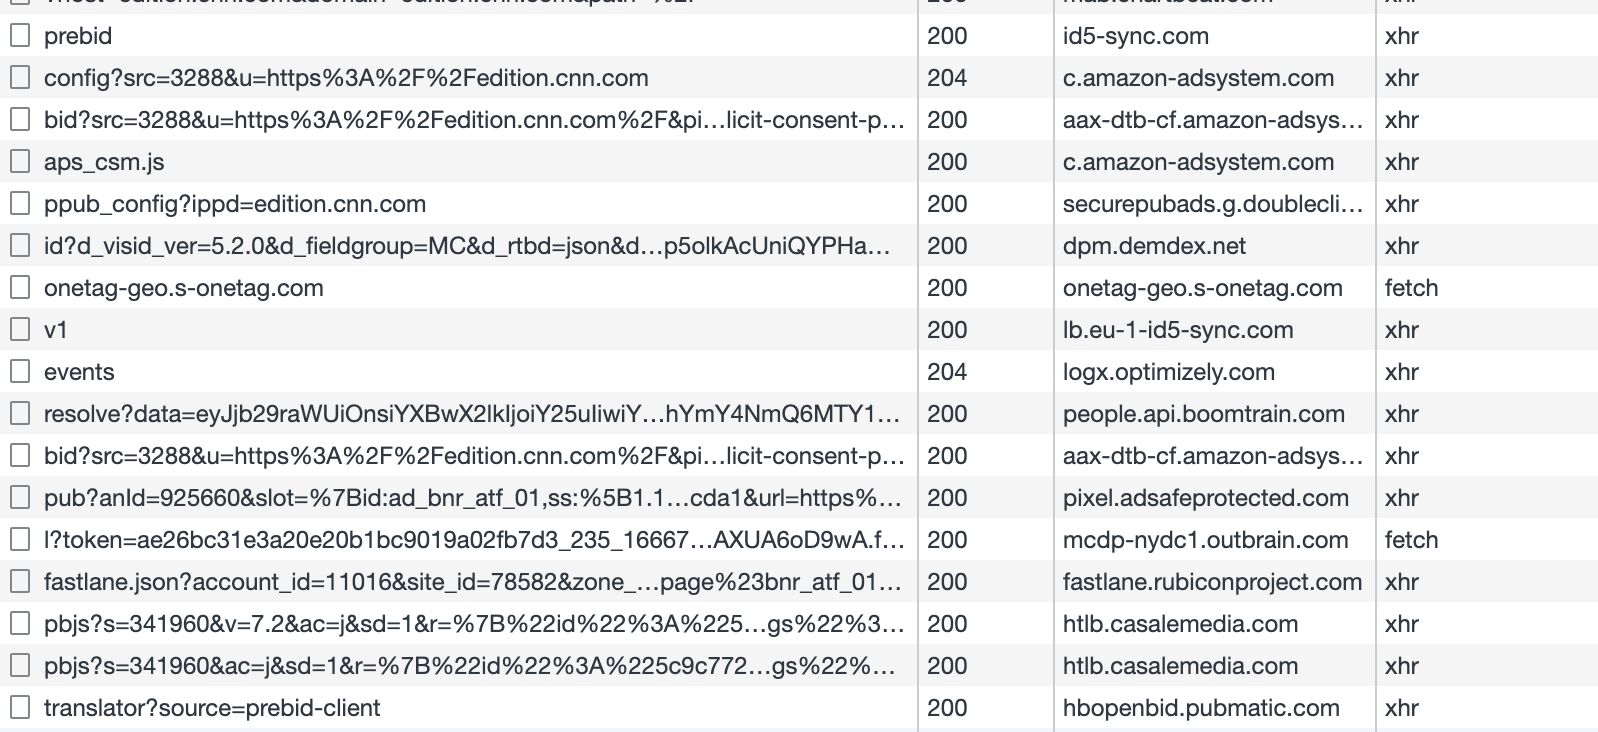 prebid 200 id5-sync.com xhr
config?src=3288&u=https%3A%2F%2Fedition.cnn.com 204 c.amazon-adsystem.com xhr
bid?src=3288&u=https%3A%2F%2Fedition.cnn.com%2F&pi…licit-consent-p… 200 aax-dtb-cf.amazon-adsys… xhr
aps_csm.js 200 c.amazon-adsystem.com xhr
ppub_config?ippd=edition.cnn.com 200 securepubads.g.doublecli… xhr
id?d_visid_ver=5.2.0&d_fieldgroup=MC&d_rtbd=json&d…p5olkAcUniQYPHa… 200 dpm.demdex.net xhr
onetag-geo.s-onetag.com 200 onetag-geo.s-onetag.com fetch
v1 200 lb.eu-1-id5-sync.com xhr
events 204 logx.optimizely.com xhr
resolve?data=eyJjb29raWUiOnsiYXBwX2lkIjoiY25uIiwiY…hYmY4NmQ6MTY1… 200 people.api.boomtrain.com xhr
bid?src=3288&u=https%3A%2F%2Fedition.cnn.com%2F&pi…licit-consent-p… 200 aax-dtb-cf.amazon-adsys… xhr
pub?anId=925660&slot=%7Bid:ad_bnr_atf_01,ss:%5B1.1…cda1&url=https%… 200 pixel.adsafeprotected.com xhr
l?token=ae26bc31e3a20e20b1bc9019a02fb7d3_235_16667…AXUA6oD9wA.f… 200 mcdp-nydc1.outbrain.com fetch
fastlane.json?account_id=11016&site_id=78582&zone_…page%23bnr_atf_01… 200 fastlane.rubiconproject.com xhr
pbjs?s=341960&v=7.2&ac=j&sd=1&r=%7B%22id%22%3A%225…gs%22%3… 200 htlb.casalemedia.com xhr
pbjs?s=341960&ac=j&sd=1&r=%7B%22id%22%3A%225c9c772…gs%22%… 200 htlb.casalemedia.com xhr
translator?source=prebid-client 200 hbopenbid.pubmatic.com xhr